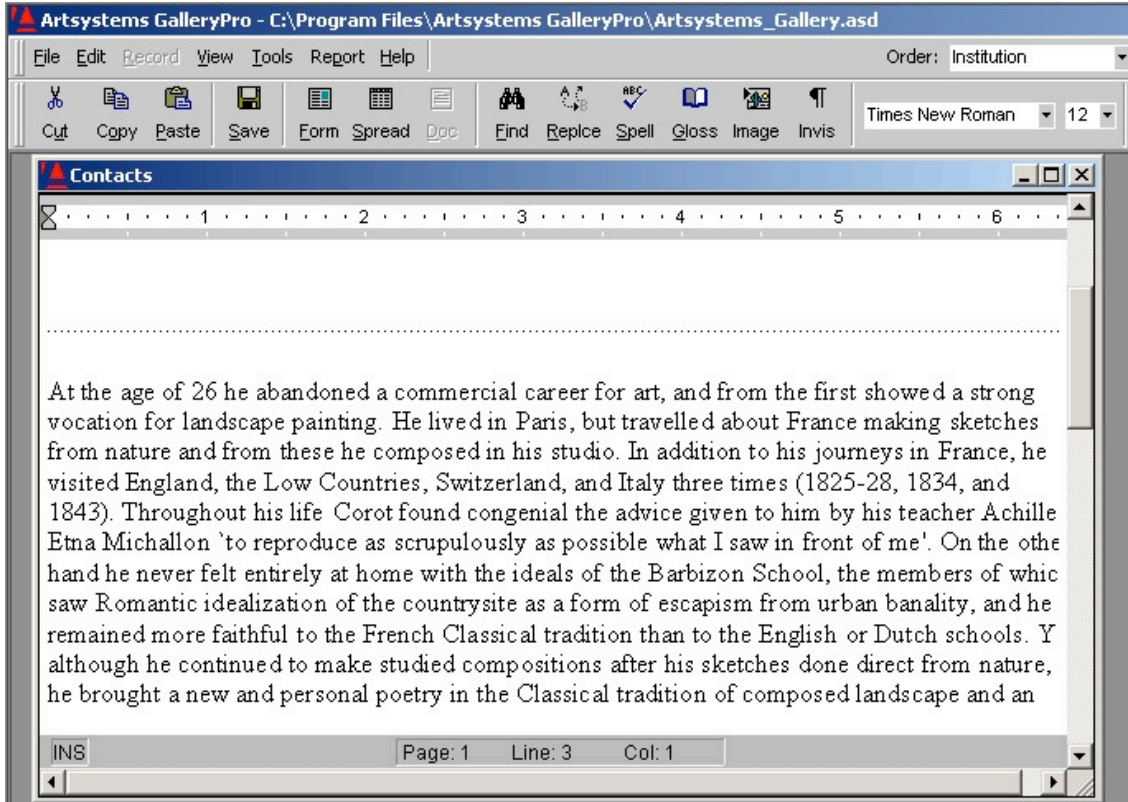 Artsystems GalleryPro - C:\Program Files\Artsystems GalleryPro\Artsystems_Gallery.asd
File Edit Record View Tools Report Help Order: Institution
Cut Copy Paste Save Form Spread Doc Find Replce Spell Gloss Image Invis Times New Roman 12
Contacts
1 2 3 4 5 6
At the age of 26 he abandoned a commercial career for art, and from the first showed a strong
vocation for landscape painting. He lived in Paris, but travelled about France making sketches
from nature and from these he composed in his studio. In addition to his journeys in France, he
visited England, the Low Countries, Switzerland, and Italy three times (1825-28, 1834, and
1843). Throughout his life Corot found congenial the advice given to him by his teacher Achille
Etna Michallon `to reproduce as scrupulously as possible what I saw in front of me'. On the othe
hand he never felt entirely at home with the ideals of the Barbizon School, the members of whic
saw Romantic idealization of the countrysite as a form of escapism from urban banality, and he
remained more faithful to the French Classical tradition than to the English or Dutch schools. Y
although he continued to make studied compositions after his sketches done direct from nature,
he brought a new and personal poetry in the Classical tradition of composed landscape and an
INS Page: 1 Line: 3 Col: 1